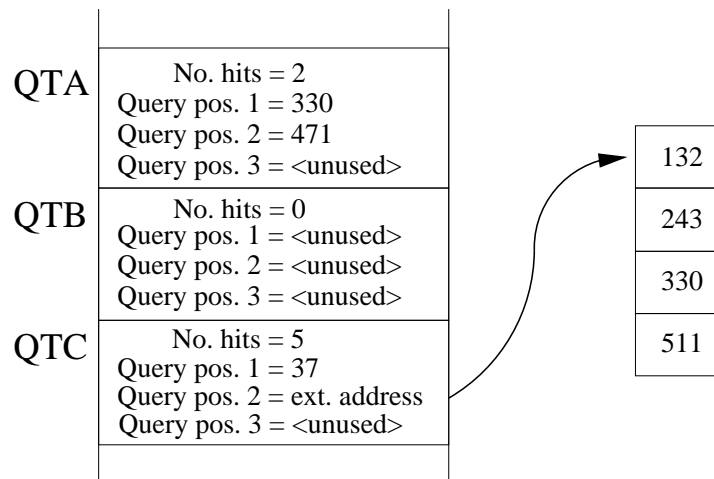 QTA
No. hits = 2
Query pos. 1 = 330
Query pos. 2 = 471
Query pos. 3 = <unused>
QTB
No. hits = 0
Query pos. 1 = <unused>
Query pos. 2 = <unused>
Query pos. 3 = <unused>
QTC
No. hits = 5
Query pos. 1 = 37
Query pos. 2 = ext. address
Query pos. 3 = <unused>
132
243
330
511